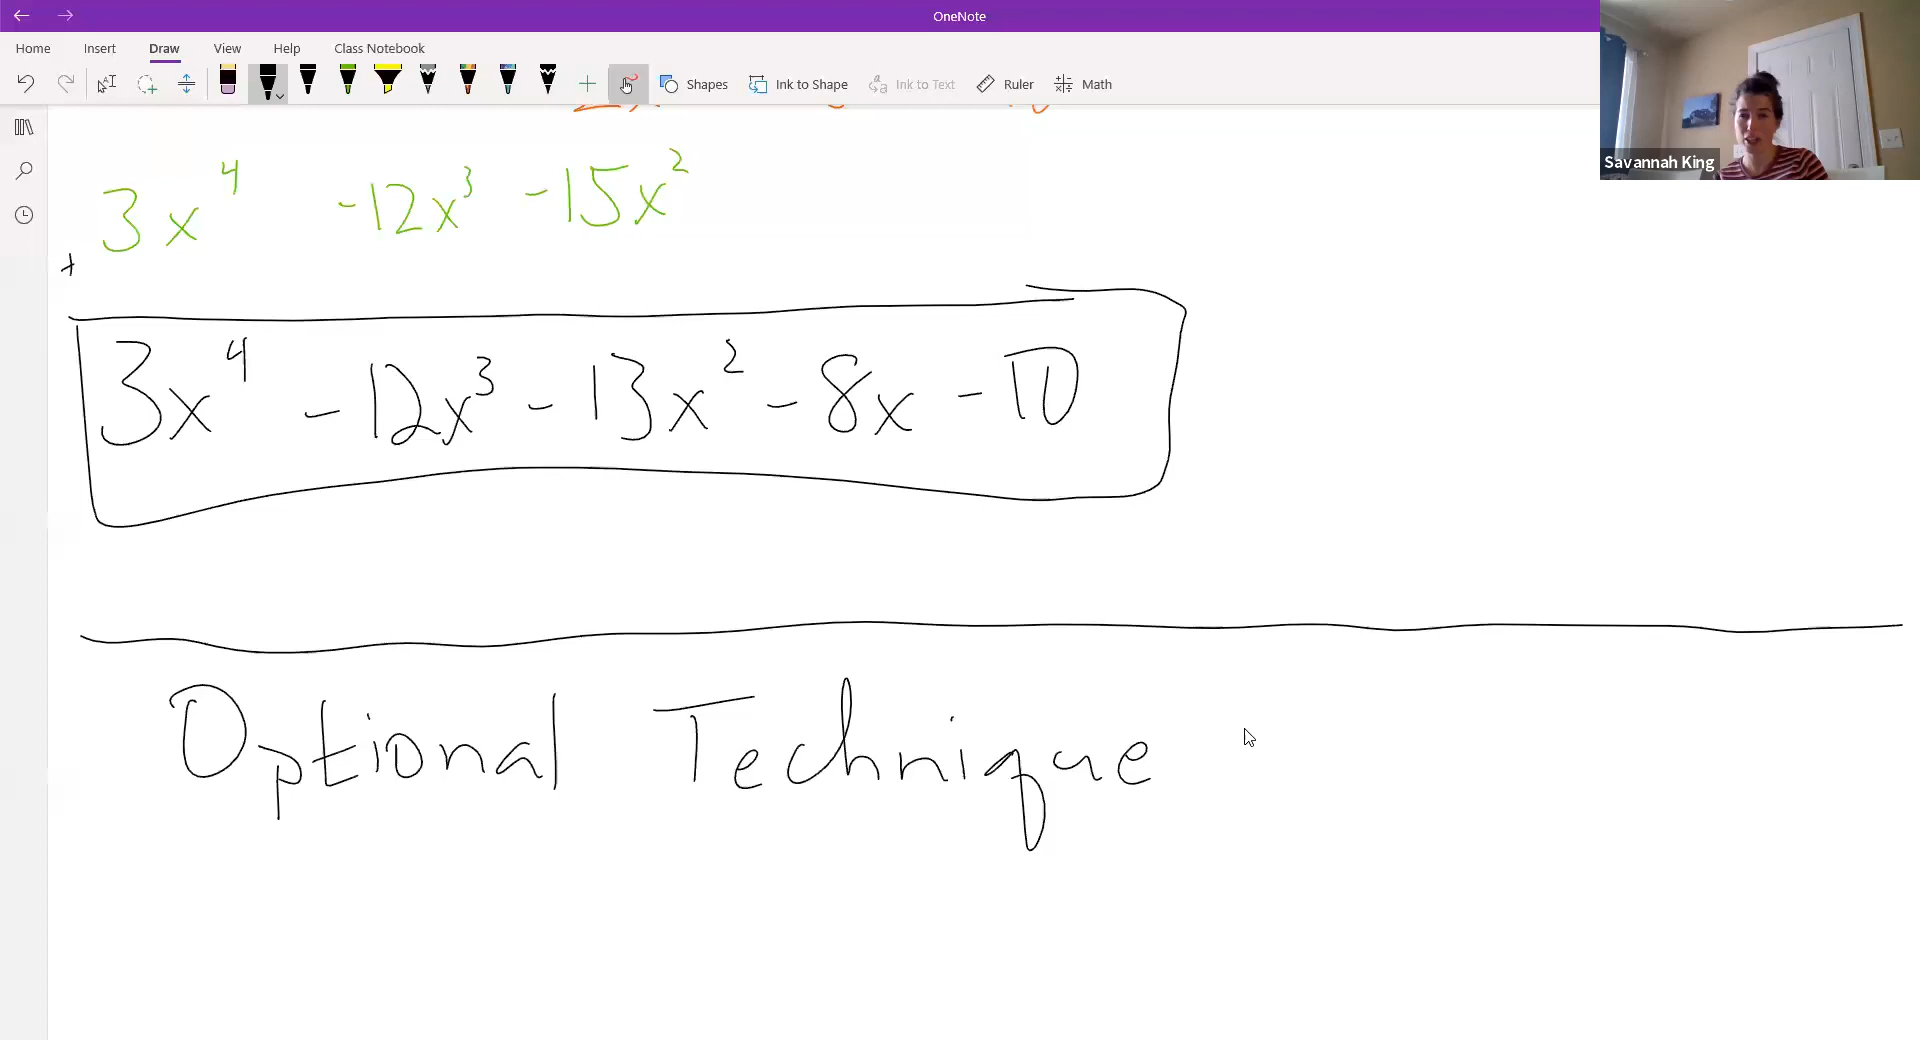 OneNote
Home Insert Draw View Help Class Notebook
Shapes Ink to Shape Ink to Text Ruler Math
Savannah King
3x⁴ -12x³ -15x²
+
3x⁴ - 12x³ - 13x² - 8x - 10
Optional Technique